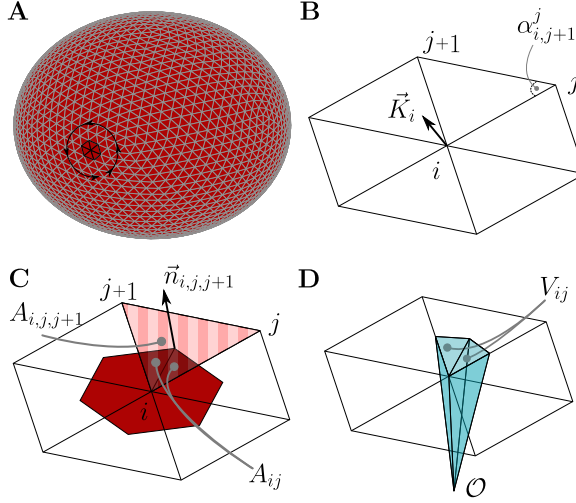 A
B
j+1
α^j_{i,j+1}
j
K⃗_i
i
C
j+1
n⃗_{i,j,j+1}
A_{i,j,j+1}
j
i
A_{ij}
D
V_{ij}
𝒪